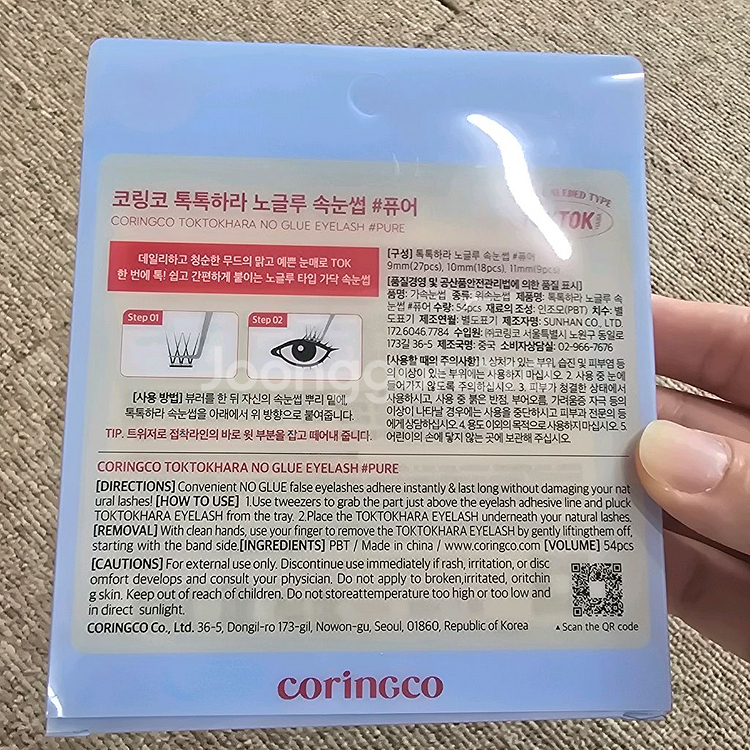 코링코 톡톡하라 노글루 속눈썹 #퓨어
CORINGCO TOKTOKHARA NO GLUE EYELASH #PURE
TYPE
TOK
데일리하고 청순한 무드의 맑고 예쁜 눈매로 TOK
한 번에 톡! 쉽고 간편하게 붙이는 노글루 타입 가닥 속눈썹
Step 01
Step 02
[사용 방법] 뷰러를 한 뒤 자신의 속눈썹 뿌리 밑에,
톡톡하라 속눈썹을 아래에서 위 방향으로 붙여줍니다.
TIP. 트위저로 접착라인의 바로 윗 부분을 잡고 떼어내 줍니다.
[구성] 톡톡하라 노글루 속눈썹 #퓨어
9mm(27pcs), 10mm(18pcs), 11mm(9pcs)
[품질경영 및 공산품안전관리법에 의한 품질 표시]
품명: 가속눈썹 종류: 위속눈썹 제품명: 톡톡하라 노글루 속
눈썹 #퓨어 수량: 54pcs 재료의 조성: 인조모(PBT) 치수: 별
도표기 제조연월: 별도표기 제조자명: SUNHAN CO., LTD.
172.6046.7784 수입원: ㈜코링코 서울특별시 노원구 동일로
173길 36-5 제조국명: 중국 소비자상담실: 02-966-7676
[사용할 때의 주의사항] 1. 상처가 있는 부위, 습진 및 피부염 등
의 이상이 있는 부위에는 사용하지 마십시오. 2. 사용 중 눈에
들어가지 않도록 주의하십시오. 3. 피부가 청결한 상태에서
사용하시고, 사용 중 붉은 반점, 부어오름, 가려움증 자극 등의
이상이 나타날 경우에는 사용을 중단하시고 피부과 전문의 등
에게 상담하십시오. 4. 용도 이외의 목적으로 사용하지 마십시오. 5.
어린이의 손에 닿지 않는 곳에 보관해 주십시오.
CORINGCO TOKTOKHARA NO GLUE EYELASH #PURE
[DIRECTIONS] Convenient NO GLUE false eyelashes adhere instantly & last long without damaging your nat
ural lashes! [HOW TO USE] 1.Use tweezers to grab the part just above the eyelash adhesive line and pluck
TOKTOKHARA EYELASH from the tray. 2.Place the TOKTOKHARA EYELASH underneath your natural lashes.
[REMOVAL] With clean hands, use your finger to remove the TOKTOKHARA EYELASH by gently liftingthem off,
starting with the band side.[INGREDIENTS] PBT / Made in china / www.coringco.com [VOLUME] 54pcs
[CAUTIONS] For external use only. Discontinue use immediately if rash, irritation, or disc
omfort develops and consult your physician. Do not apply to broken,irritated, oritchin
g skin. Keep out of reach of children. Do not storeattemperature too high or too low and
in direct sunlight.
CORINGCO Co., Ltd. 36-5, Dongil-ro 173-gil, Nowon-gu, Seoul, 01860, Republic of Korea
▲Scan the QR code
coringco